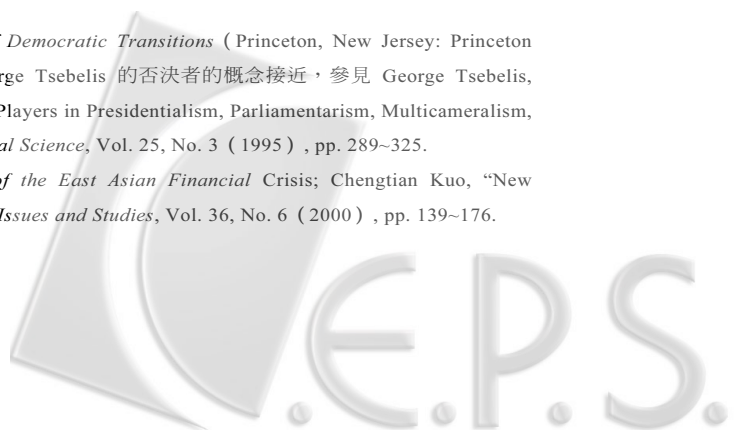 Democratic Transitions（Princeton, New Jersey: Princeton
rge Tsebelis 的否決者的概念接近，參見 George Tsebelis,
Players in Presidentialism, Parliamentarism, Multicameralism,
al Science, Vol. 25, No. 3（1995）, pp. 289~325.
of the East Asian Financial Crisis; Chengtian Kuo, “New
Issues and Studies, Vol. 36, No. 6（2000）, pp. 139~176.
C.E.P.S.